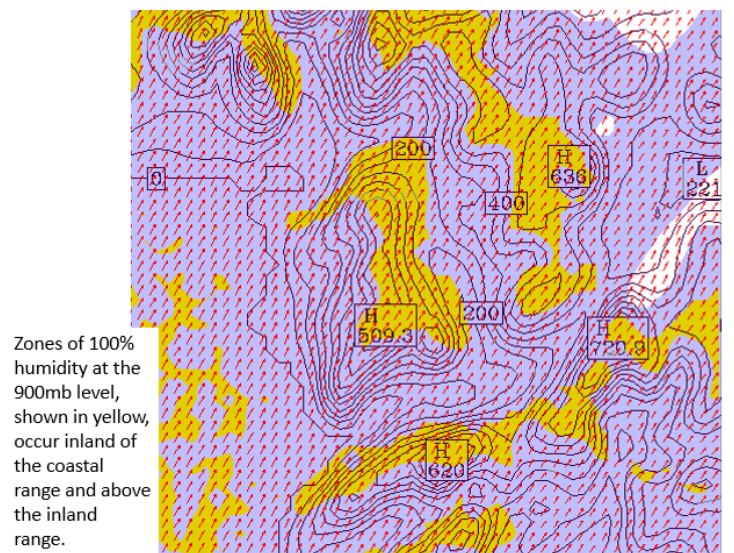 200
H
636
L
221
0
400
H
509.3
200
H
720.9
Zones of 100%
humidity at the
900mb level,
shown in yellow,
occur inland of
the coastal
range and above
the inland
range.
H
620